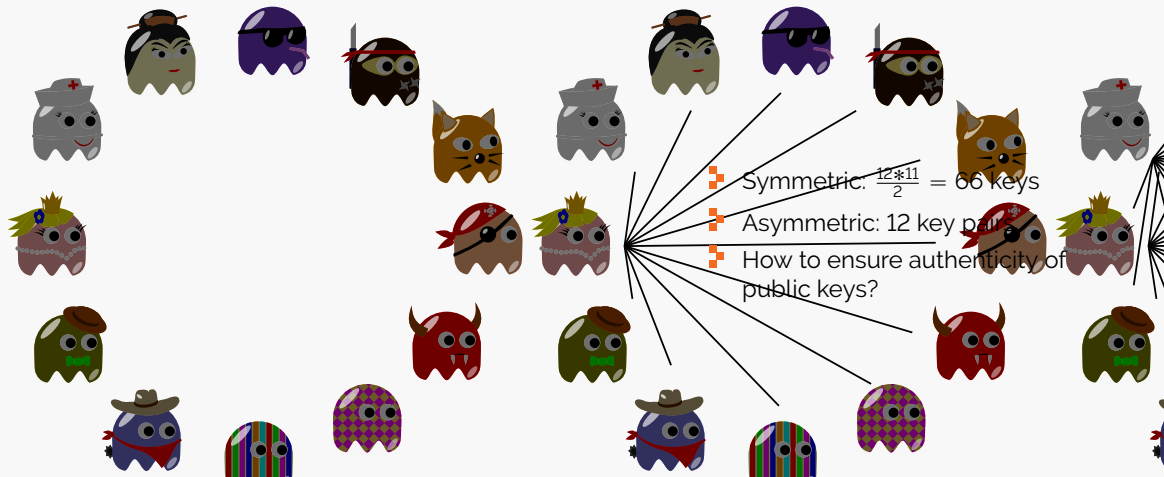 Symmetric: 12*11/2 = 66 keys
Asymmetric: 12 key pairs
How to ensure authenticity of
public keys?